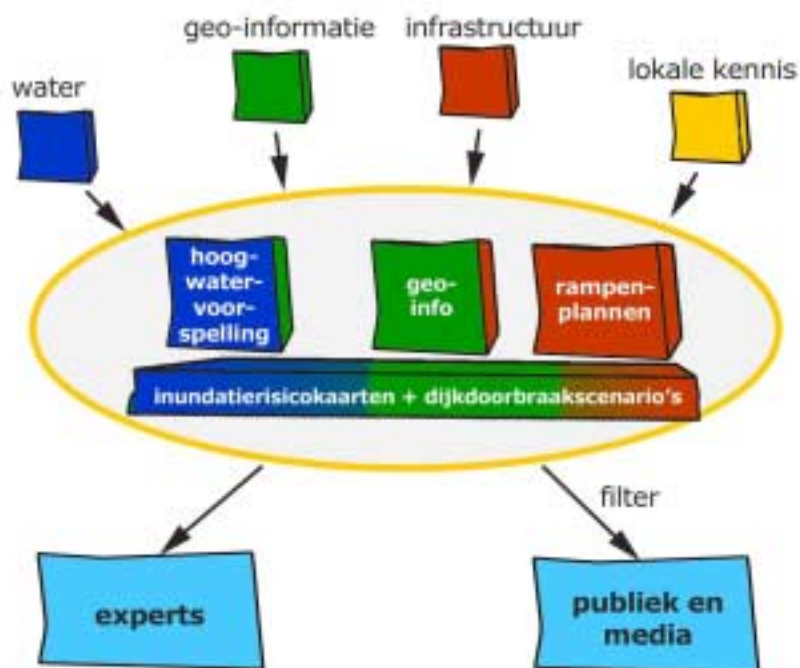 geo-informatie
infrastructuur
lokale kennis
water
hoog-
water-
voor-
spelling
geo-
info
rampen-
plannen
inundatierisicokaarten + dijkdoorbraakscenario's
filter
experts
publiek en
media